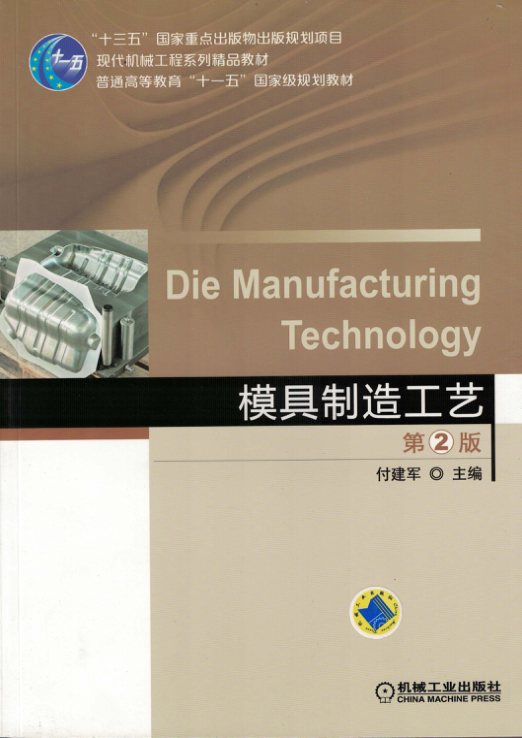 “十三五”国家重点出版物出版规划项目
现代机械工程系列精品教材
普通高等教育“十一五”国家级规划教材
十一五
Die Manufacturing
Technology
模具制造工艺
第2版
付建军 ◎ 主编
机械工业出版社
CHINA MACHINE PRESS